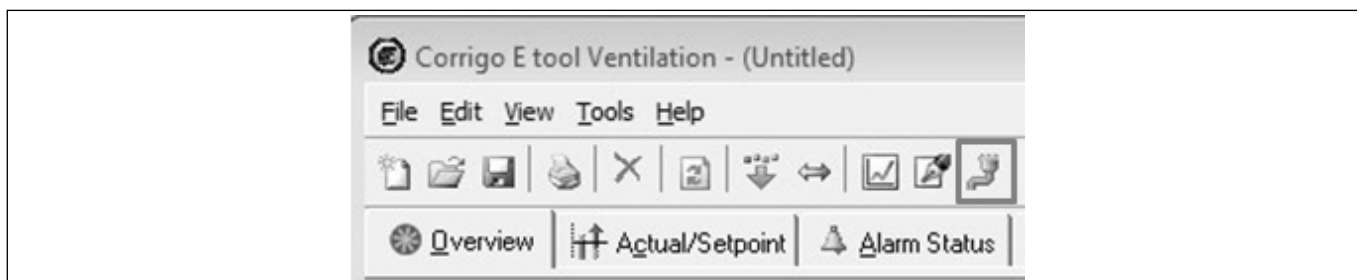 Corrigo E tool Ventilation - (Untitled)
File Edit View Tools Help
Overview Actual/Setpoint Alarm Status